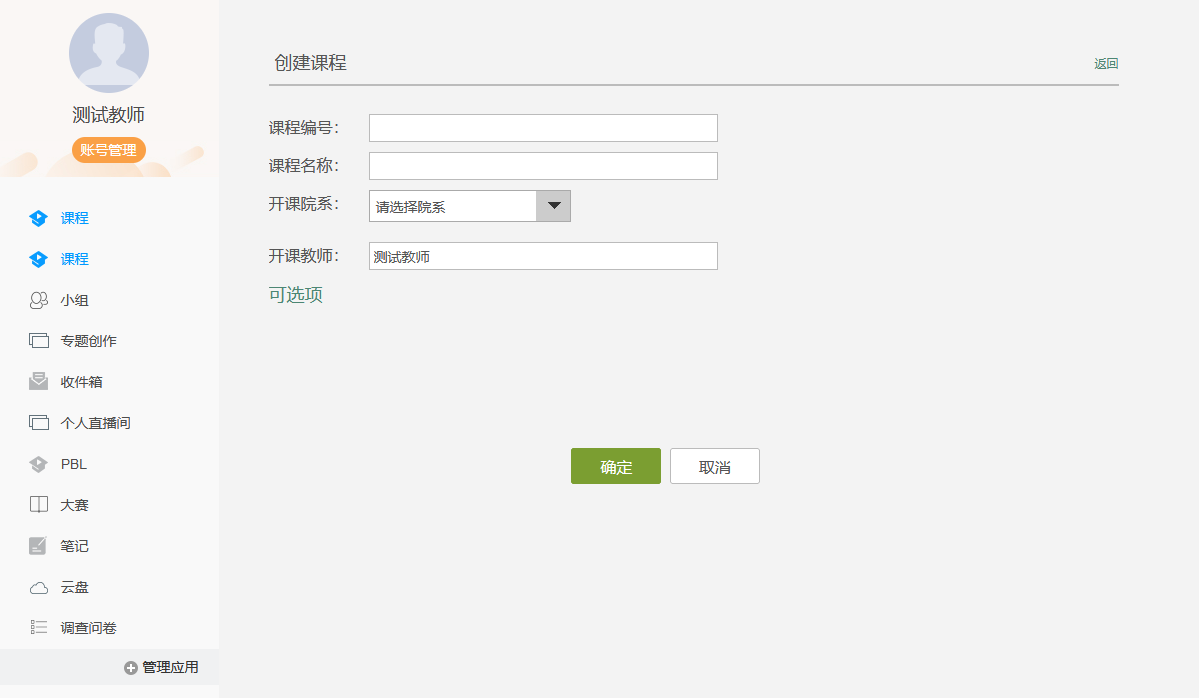 测试教师
账号管理
课程
课程
小组
专题创作
收件箱
个人直播间
PBL
大赛
笔记
云盘
调查问卷
管理应用
创建课程 返回
课程编号：
课程名称：
开课院系： 请选择院系
开课教师： 测试教师
可选项
确定 取消